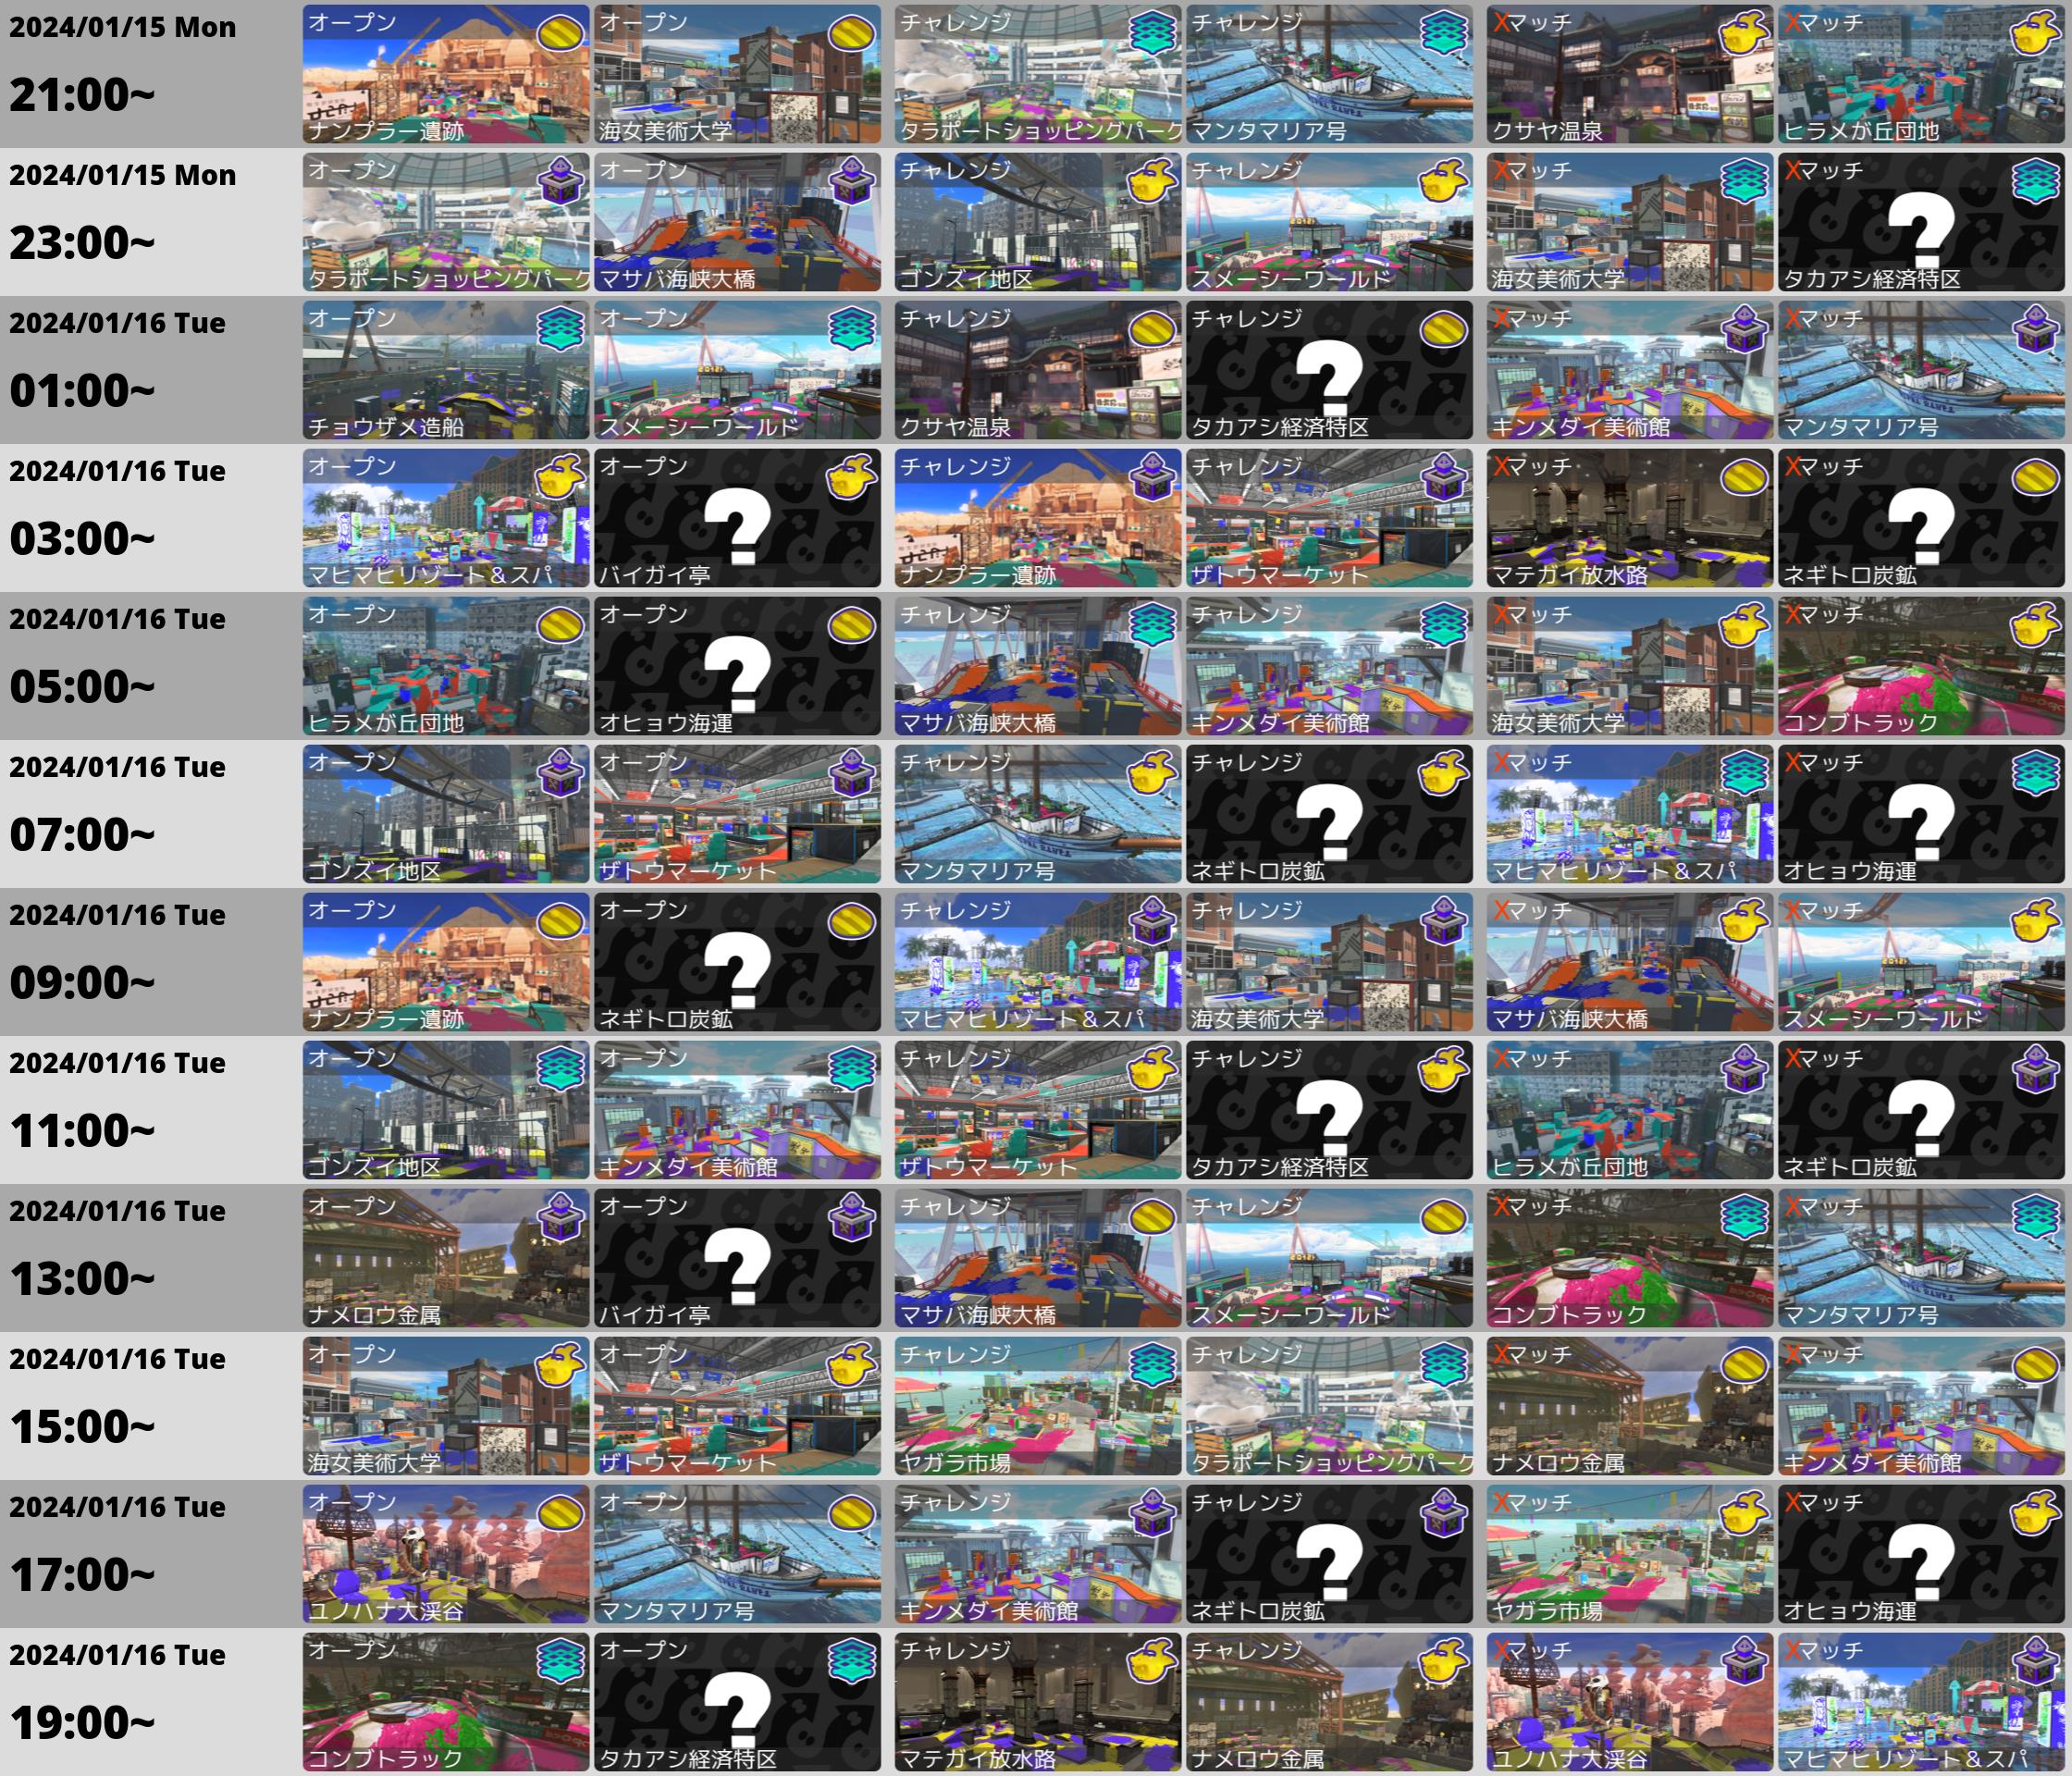 2024/01/15 Mon
21:00~
オープン
ナンプラー遺跡
オープン
海女美術大学
チャレンジ
タラポートショッピングパーク
チャレンジ
マンタマリア号
Xマッチ
クサヤ温泉
Xマッチ
ヒラメが丘団地
2024/01/15 Mon
23:00~
オープン
タラポートショッピングパーク
オープン
マサバ海峡大橋
チャレンジ
ゴンズイ地区
チャレンジ
スメーシーワールド
Xマッチ
海女美術大学
Xマッチ
?
タカアシ経済特区
2024/01/16 Tue
01:00~
オープン
チョウザメ造船
オープン
スメーシーワールド
チャレンジ
クサヤ温泉
チャレンジ
?
タカアシ経済特区
Xマッチ
キンメダイ美術館
Xマッチ
マンタマリア号
2024/01/16 Tue
03:00~
オープン
マヒマヒリゾート&スパ
オープン
?
バイガイ亭
チャレンジ
ナンプラー遺跡
チャレンジ
ザトウマーケット
Xマッチ
マテガイ放水路
Xマッチ
?
ネギトロ炭鉱
2024/01/16 Tue
05:00~
オープン
ヒラメが丘団地
オープン
?
オヒョウ海運
チャレンジ
マサバ海峡大橋
チャレンジ
キンメダイ美術館
Xマッチ
海女美術大学
Xマッチ
コンブトラック
2024/01/16 Tue
07:00~
オープン
ゴンズイ地区
オープン
ザトウマーケット
チャレンジ
マンタマリア号
チャレンジ
?
ネギトロ炭鉱
Xマッチ
マヒマヒリゾート&スパ
Xマッチ
?
オヒョウ海運
2024/01/16 Tue
09:00~
オープン
ナンプラー遺跡
オープン
?
ネギトロ炭鉱
チャレンジ
マヒマヒリゾート&スパ
チャレンジ
海女美術大学
Xマッチ
マサバ海峡大橋
Xマッチ
スメーシーワールド
2024/01/16 Tue
11:00~
オープン
ゴンズイ地区
オープン
キンメダイ美術館
チャレンジ
ザトウマーケット
チャレンジ
?
タカアシ経済特区
Xマッチ
ヒラメが丘団地
Xマッチ
?
ネギトロ炭鉱
2024/01/16 Tue
13:00~
オープン
ナメロウ金属
オープン
?
バイガイ亭
チャレンジ
マサバ海峡大橋
チャレンジ
スメーシーワールド
Xマッチ
コンブトラック
Xマッチ
マンタマリア号
2024/01/16 Tue
15:00~
オープン
海女美術大学
オープン
ザトウマーケット
チャレンジ
ヤガラ市場
チャレンジ
タラポートショッピングパーク
Xマッチ
ナメロウ金属
Xマッチ
キンメダイ美術館
2024/01/16 Tue
17:00~
オープン
ユノハナ大渓谷
オープン
マンタマリア号
チャレンジ
キンメダイ美術館
チャレンジ
?
ネギトロ炭鉱
Xマッチ
ヤガラ市場
Xマッチ
?
オヒョウ海運
2024/01/16 Tue
19:00~
オープン
コンブトラック
オープン
?
タカアシ経済特区
チャレンジ
マテガイ放水路
チャレンジ
ナメロウ金属
Xマッチ
ユノハナ大渓谷
Xマッチ
マヒマヒリゾート&スパ